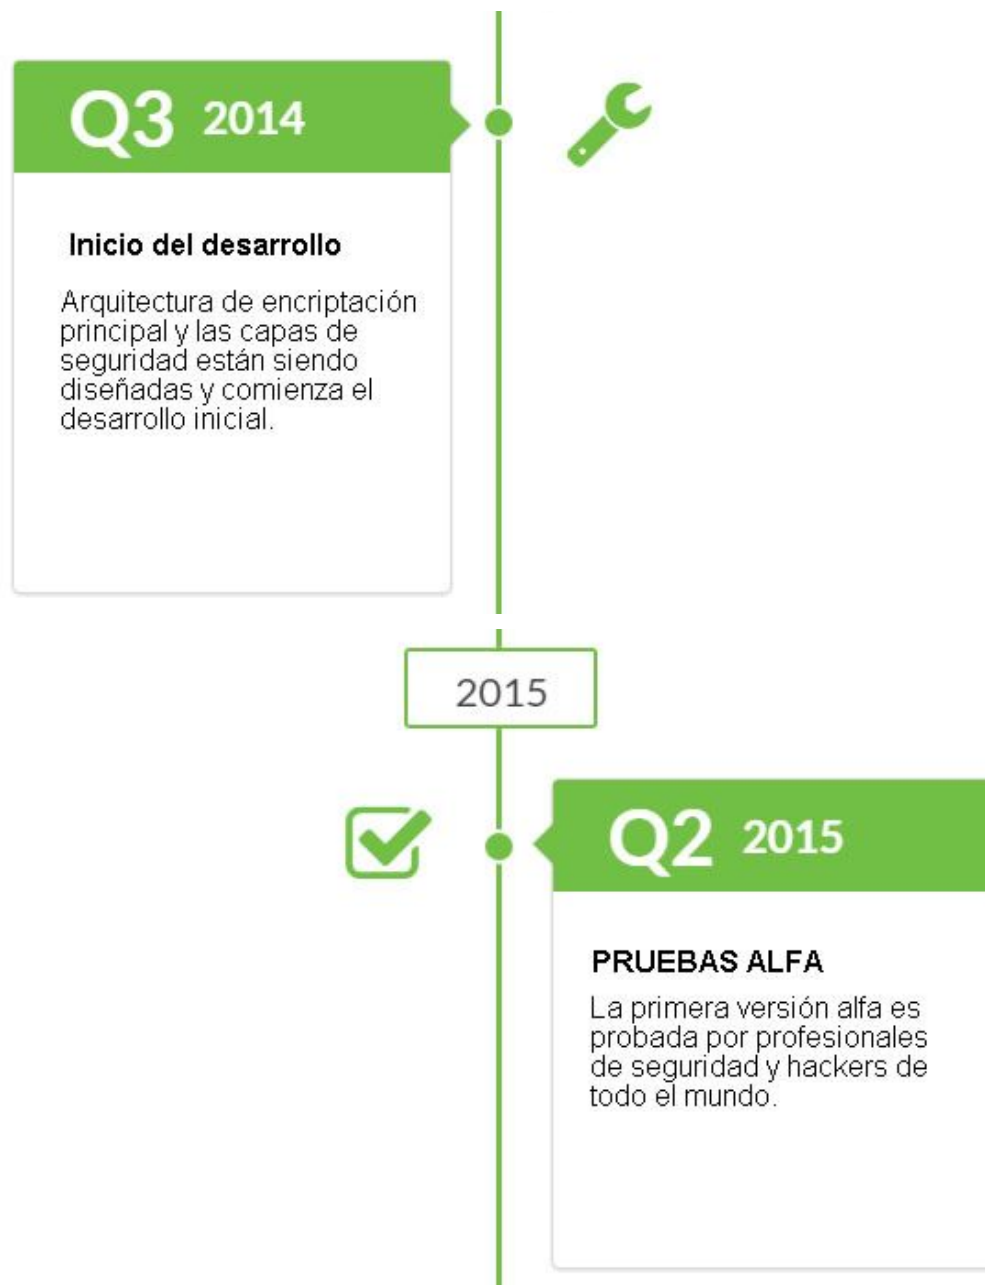 Q3 2014
Inicio del desarrollo
Arquitectura de encriptación
principal y las capas de
seguridad están siendo
diseñadas y comienza el
desarrollo inicial.
2015
Q2 2015
PRUEBAS ALFA
La primera versión alfa es
probada por profesionales
de seguridad y hackers de
todo el mundo.